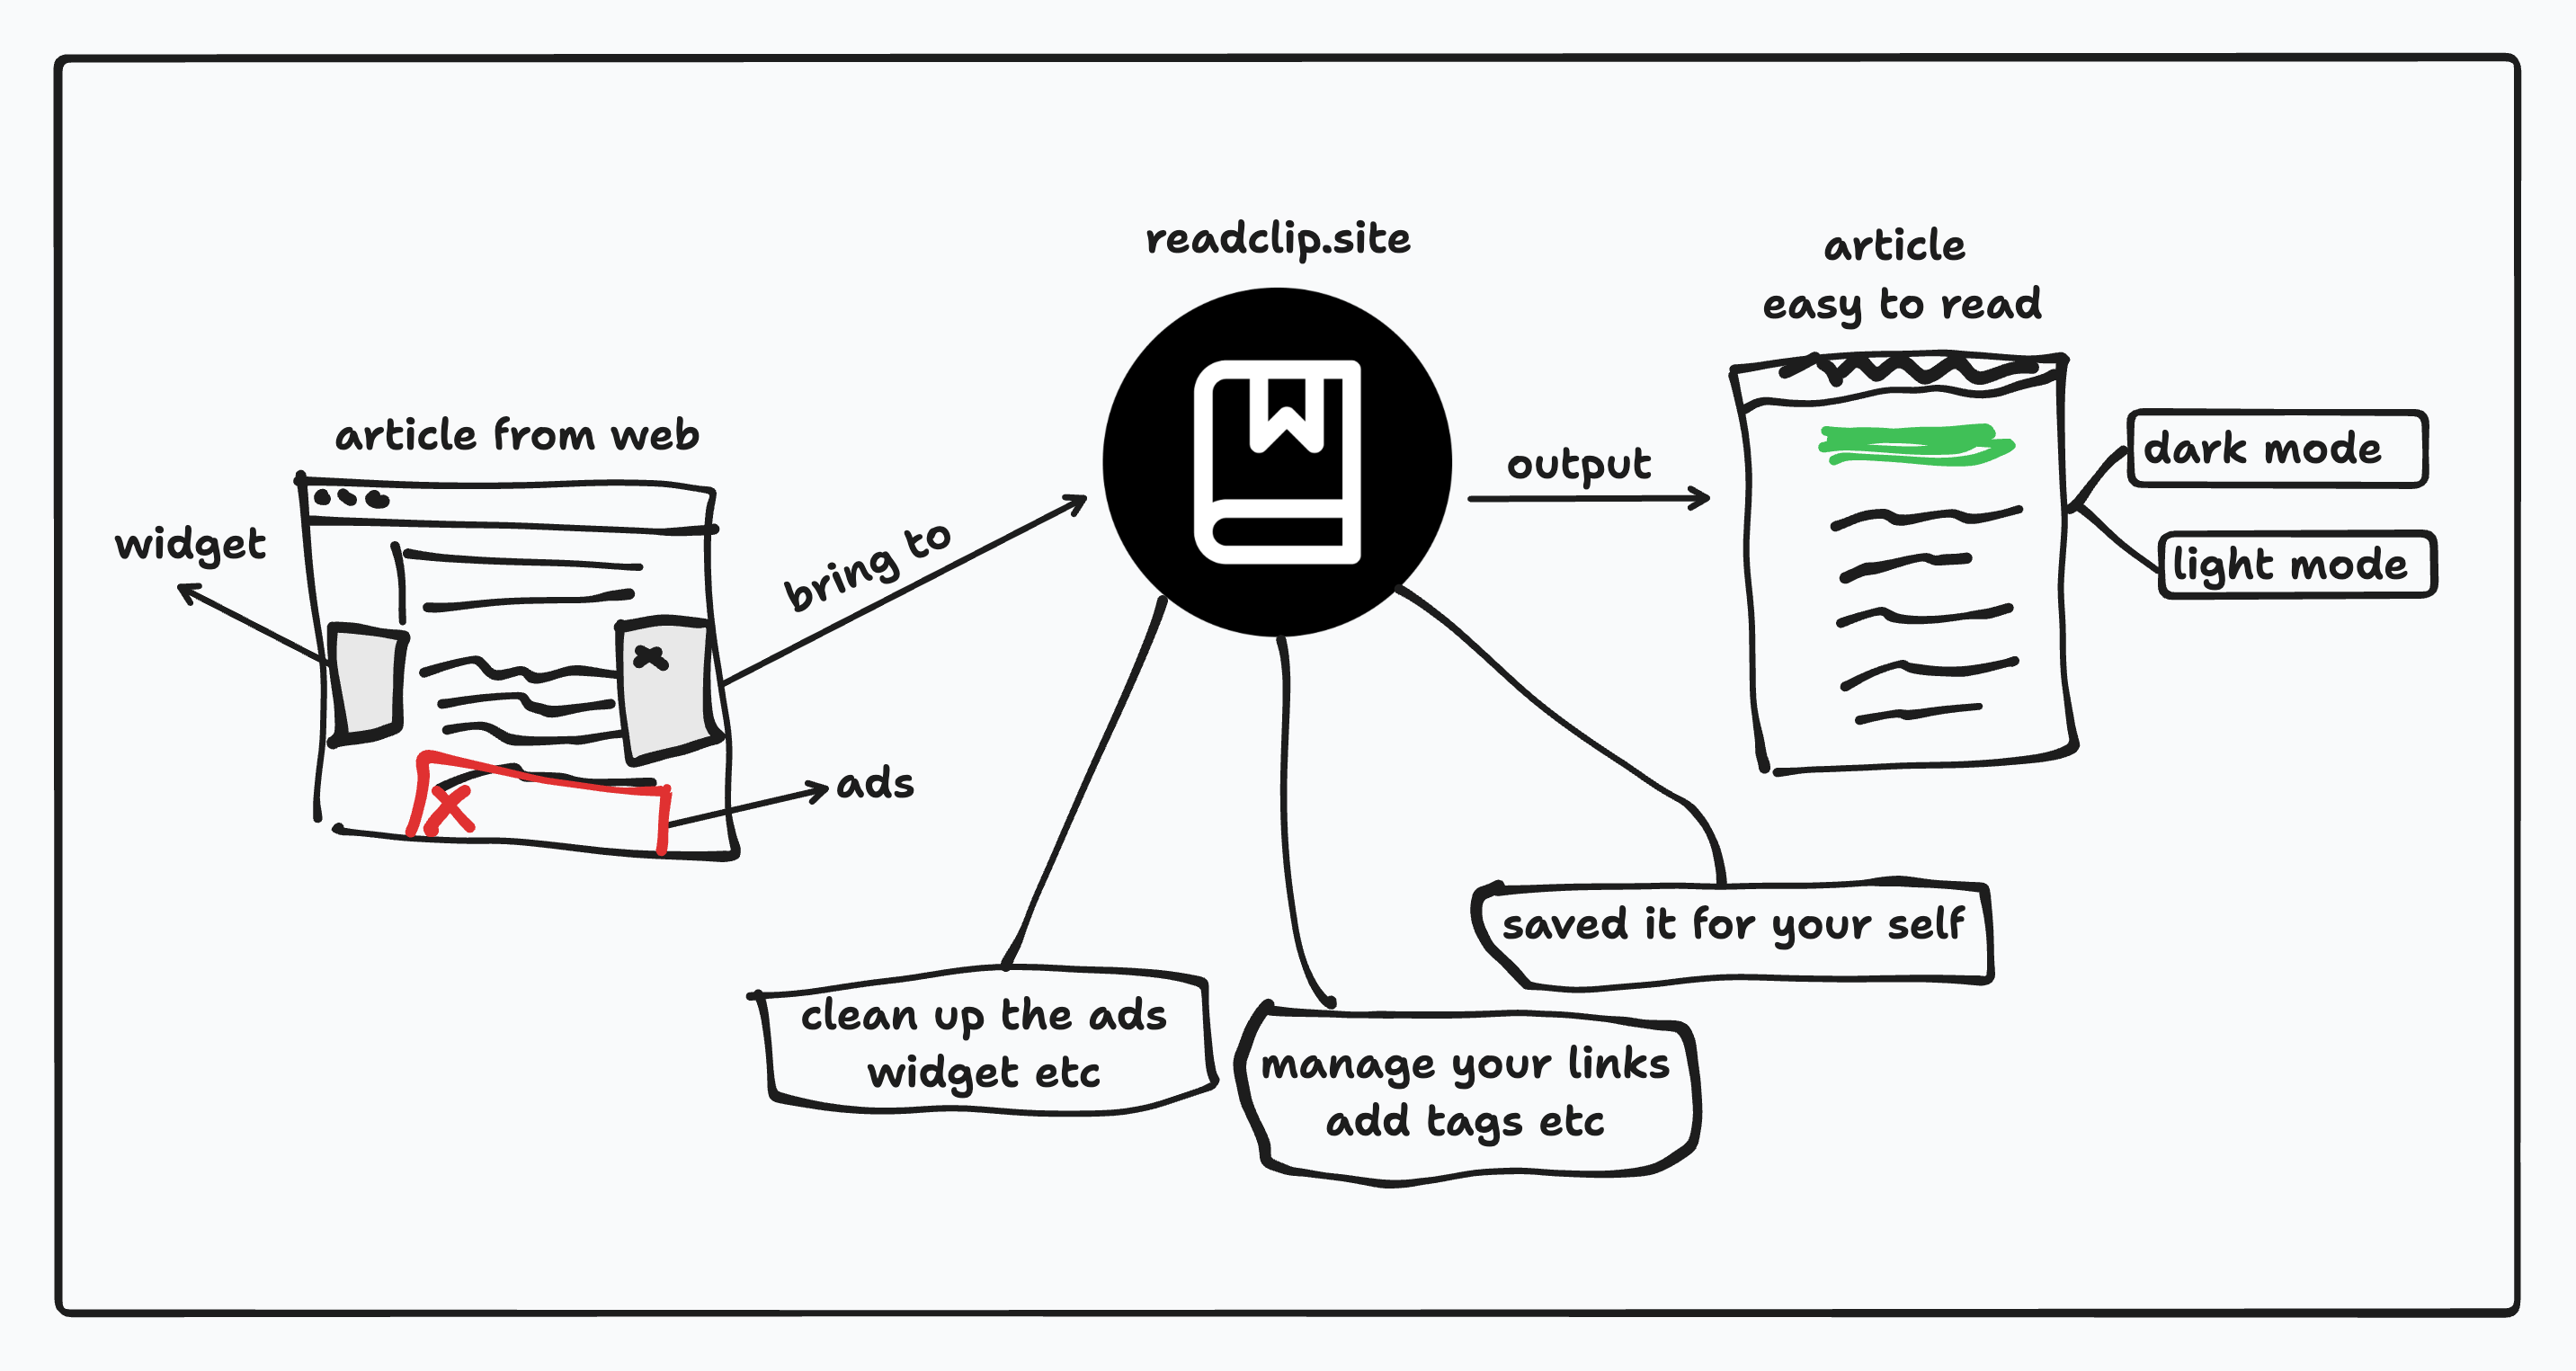 readclip.site
article
easy to read
article from web
widget
bring to
output
dark mode
light mode
ads
saved it for your self
clean up the ads
widget etc
manage your links
add tags etc